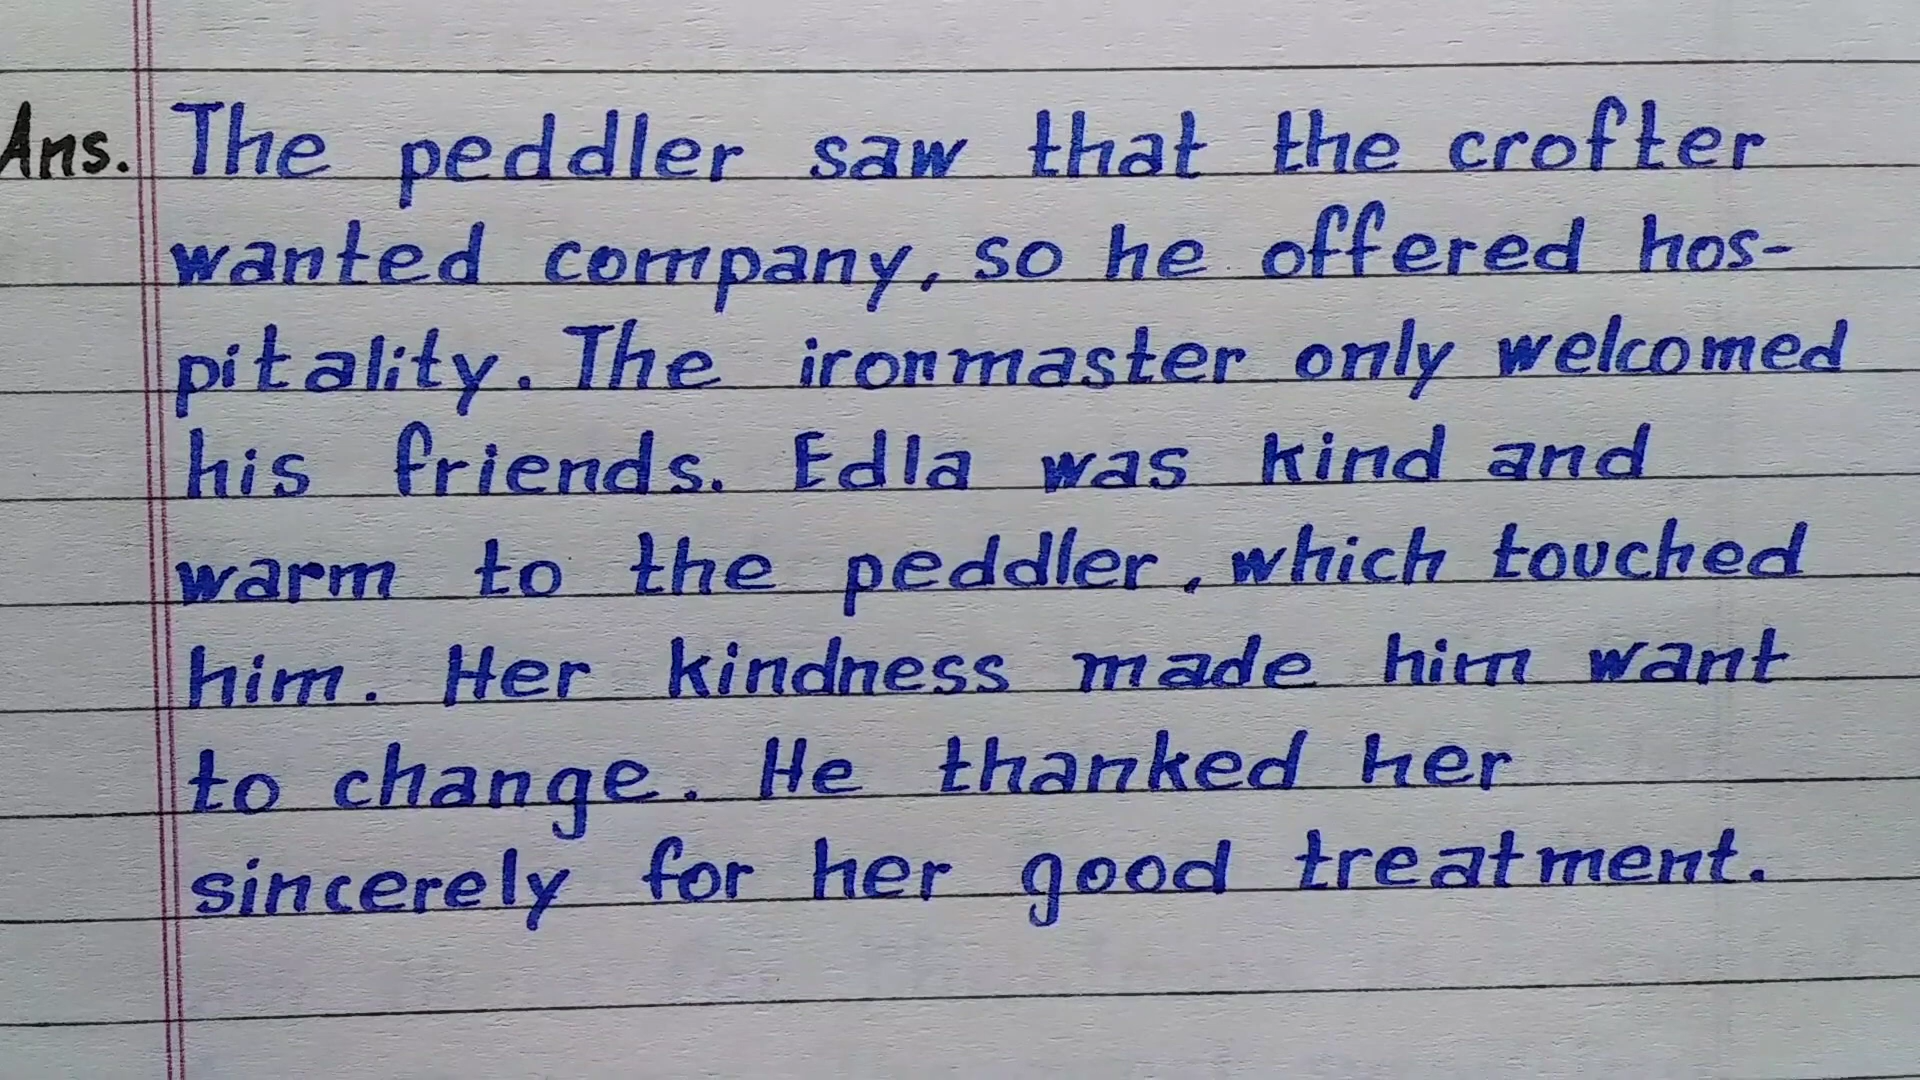 Ans. The peddler saw that the crofter
wanted company, so he offered hos-
pitality. The ironmaster only welcomed
his friends. Edla was kind and
warm to the peddler, which touched
him. Her kindness made him want
to change. He thanked her
sincerely for her good treatment.